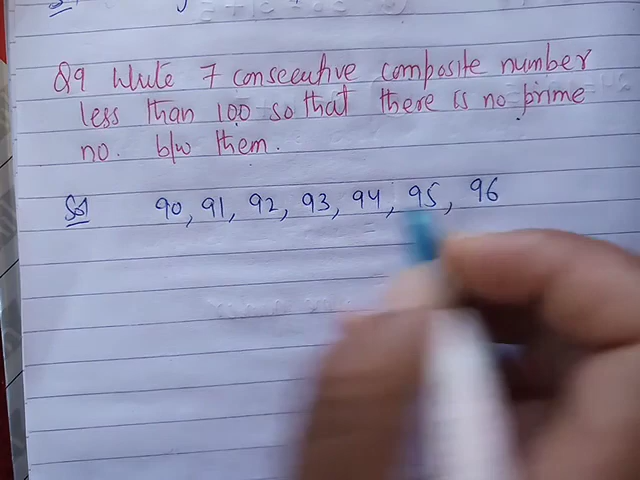 Q9 Write 7 consecutive composite number
less than 100 so that there is no prime
no. b/w them.
Sol 90, 91, 92, 93, 94, 95, 96